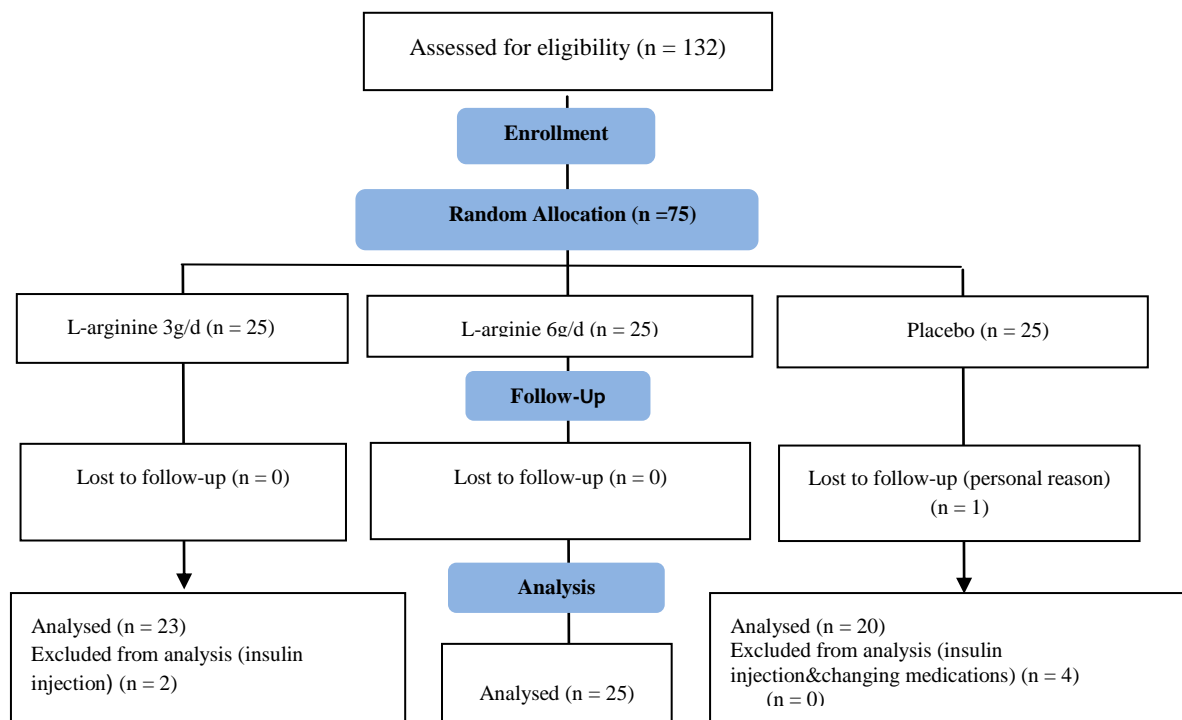 Assessed for eligibility (n = 132)
Enrollment
Random Allocation (n =75)
L-arginine 3g/d (n = 25)
L-arginie 6g/d (n = 25)
Placebo (n = 25)
Follow-Up
Lost to follow-up (n = 0)
Lost to follow-up (n = 0)
Lost to follow-up (personal reason)
(n = 1)
Analysis
Analysed (n = 23)
Excluded from analysis (insulin
injection) (n = 2)
Analysed (n = 25)
Analysed (n = 20)
Excluded from analysis (insulin
injection&changing medications) (n = 4)
(n = 0)